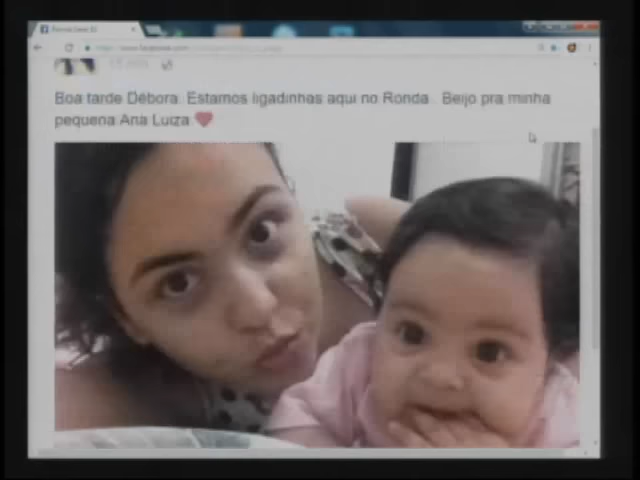 Boa tarde Débora. Estamos ligadinhas aqui no Ronda . Beijo pra minha
pequena Ana Luiza